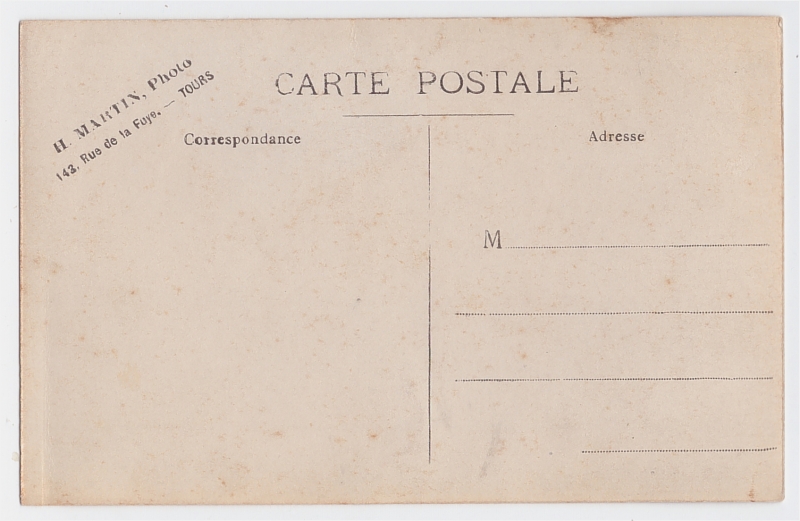 H. MARTIN, Photo
143, Rue de la Fuye. — TOURS
CARTE POSTALE
Correspondance
Adresse
M